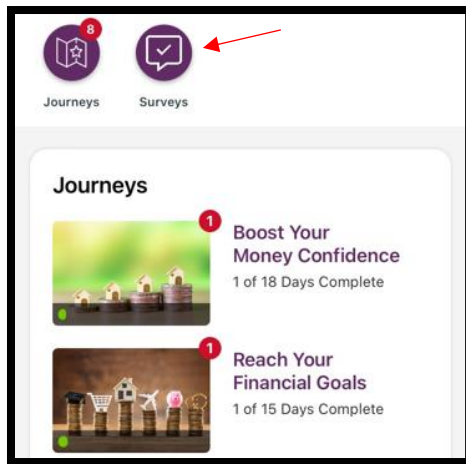 8
Journeys Surveys
Journeys
1
Boost Your
Money Confidence
1 of 18 Days Complete
1
Reach Your
Financial Goals
1 of 15 Days Complete